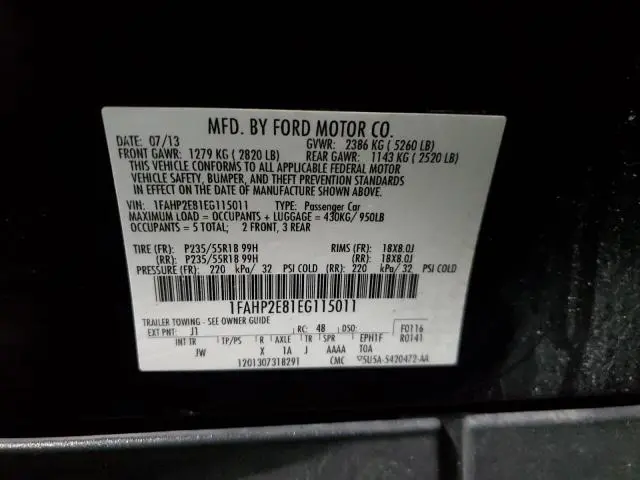 MFD. BY FORD MOTOR CO.
DATE: 07/13 GVWR: 2386 KG ( 5260 LB)
FRONT GAWR: 1279 KG ( 2820 LB) REAR GAWR: 1143 KG ( 2520 LB)
THIS VEHICLE CONFORMS TO ALL APPLICABLE FEDERAL MOTOR
VEHICLE SAFETY, BUMPER, AND THEFT PREVENTION STANDARDS
IN EFFECT ON THE DATE OF MANUFACTURE SHOWN ABOVE.
VIN: 1FAHP2E81EG115011 TYPE: Passenger Car
MAXIMUM LOAD = OCCUPANTS + LUGGAGE = 430KG/ 950LB
OCCUPANTS = 5 TOTAL; 2 FRONT, 3 REAR
TIRE (FR): P235/55R18 99H RIMS (FR): 18X8.0J
(RR): P235/55R18 99H (RR): 18X8.0J
PRESSURE (FR): 220 kPa/ 32 PSI COLD (RR): 220 kPa/ 32 PSI COLD
1FAHP2E81EG115011
TRAILER TOWING - SEE OWNER GUIDE
EXT PNT: J1 RC: 48 DSO: F0116
INT TR TP/PS R AXLE TR SPR EPH1F R0141
JW X 1A J AAAA TOA
1201307318291 CMC 5U5A-5420472-AA